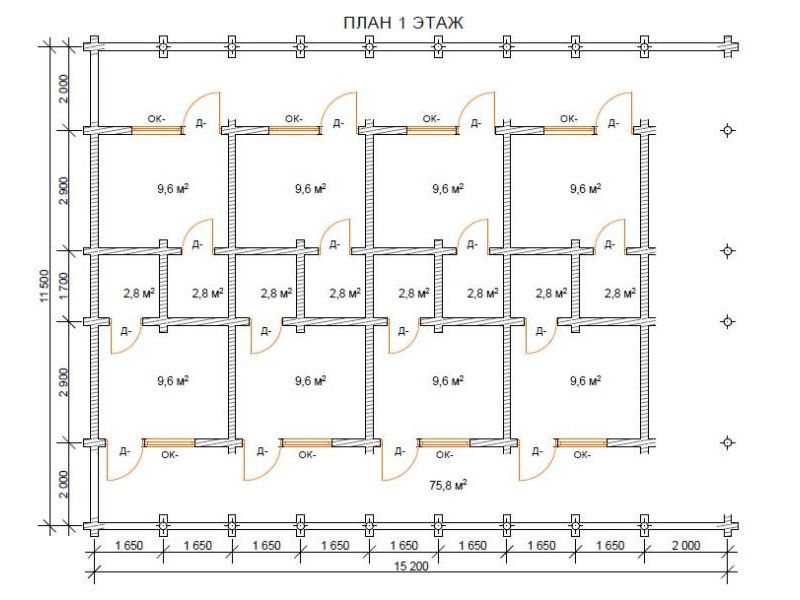 ПЛАН 1 ЭТАЖ
2 000
ОК- Д- ОК- Д- ОК- Д- ОК- Д-
2 900
9,6 м² 9,6 м² 9,6 м² 9,6 м²
Д- Д- Д- Д-
11 500
1 700
2,8 м² 2,8 м² 2,8 м² 2,8 м² 2,8 м² 2,8 м² 2,8 м² 2,8 м²
Д- Д- Д- Д-
2 900
9,6 м² 9,6 м² 9,6 м² 9,6 м²
Д- ОК- Д- ОК- Д- ОК- Д- ОК-
2 000
75,8 м²
1 650 1 650 1 650 1 650 1 650 1 650 1 650 1 650 2 000
15 200